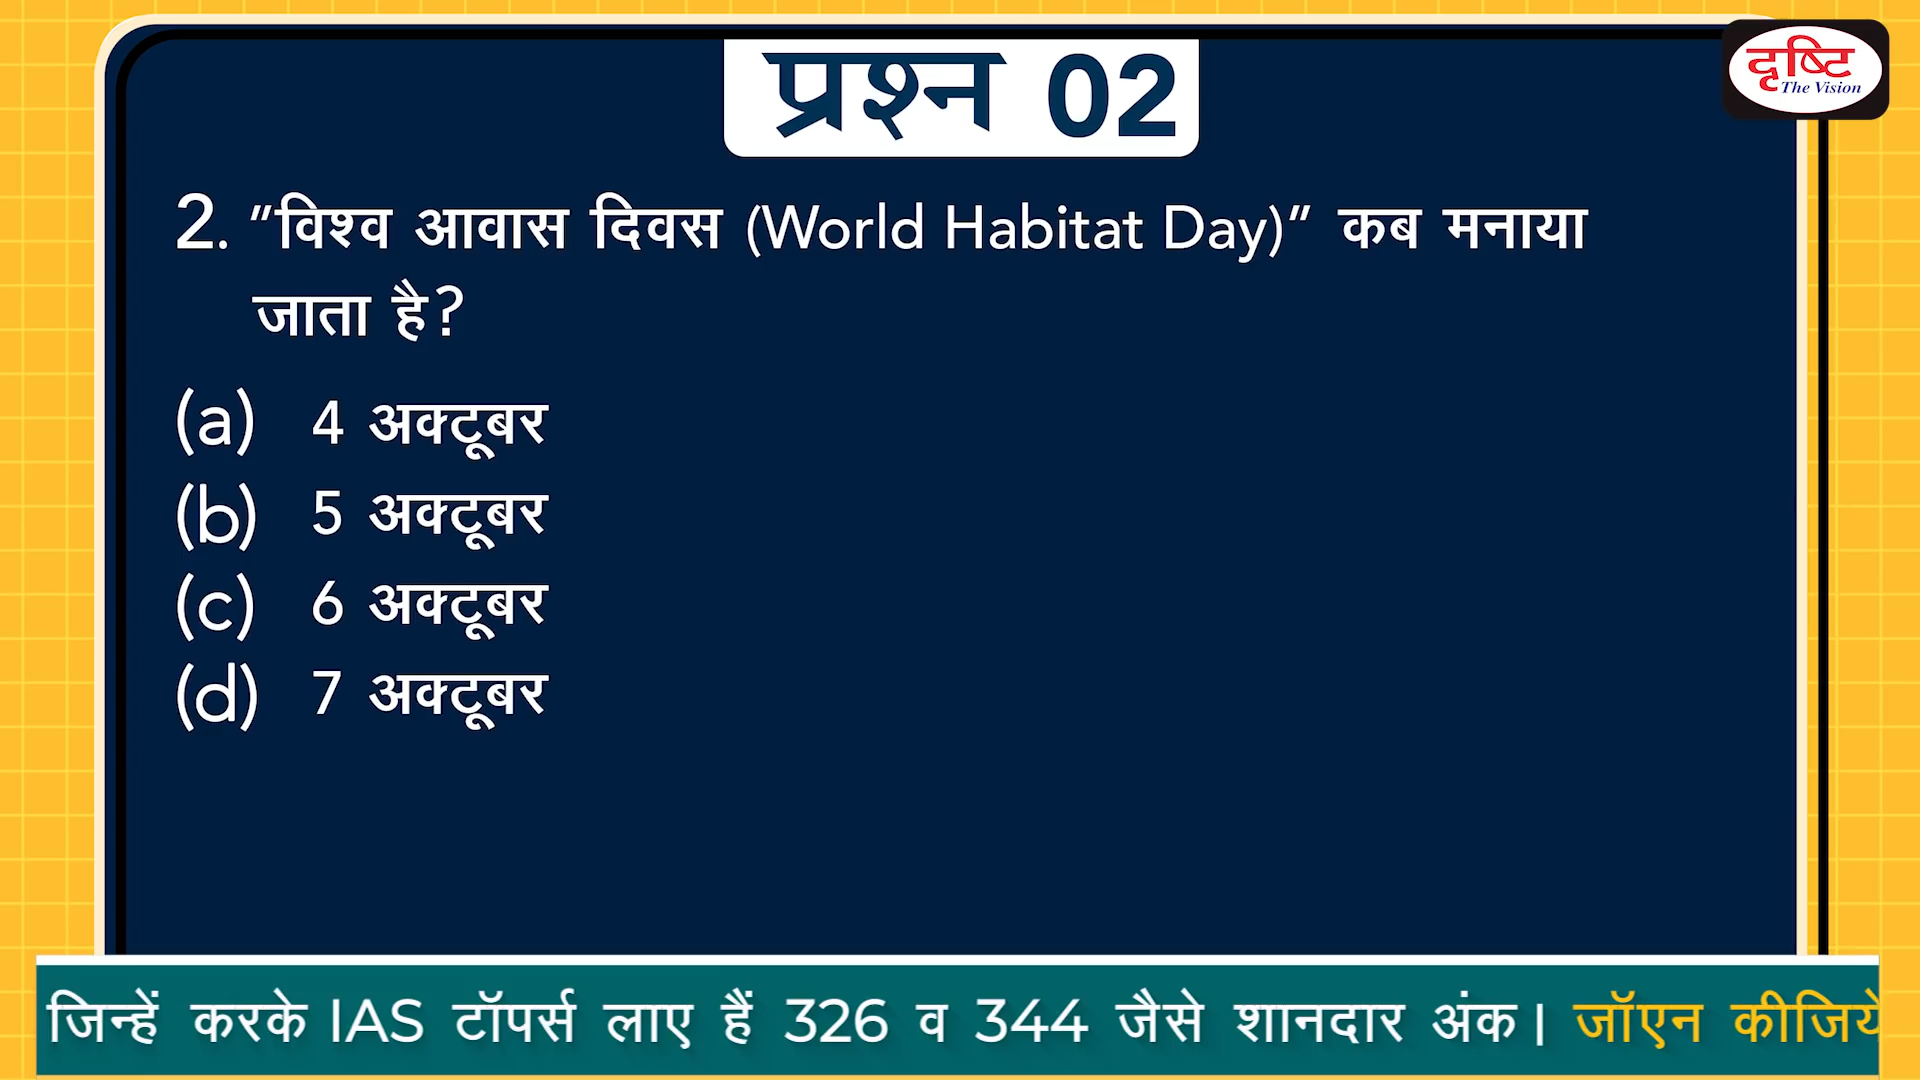 प्रश्न 02
दृष्टि
The Vision
2. "विश्व आवास दिवस (World Habitat Day)" कब मनाया
जाता है?
(a) 4 अक्टूबर
(b) 5 अक्टूबर
(c) 6 अक्टूबर
(d) 7 अक्टूबर
जिन्हें करके IAS टॉपर्स लाए हैं 326 व 344 जैसे शानदार अंक। जॉएन कीजिये